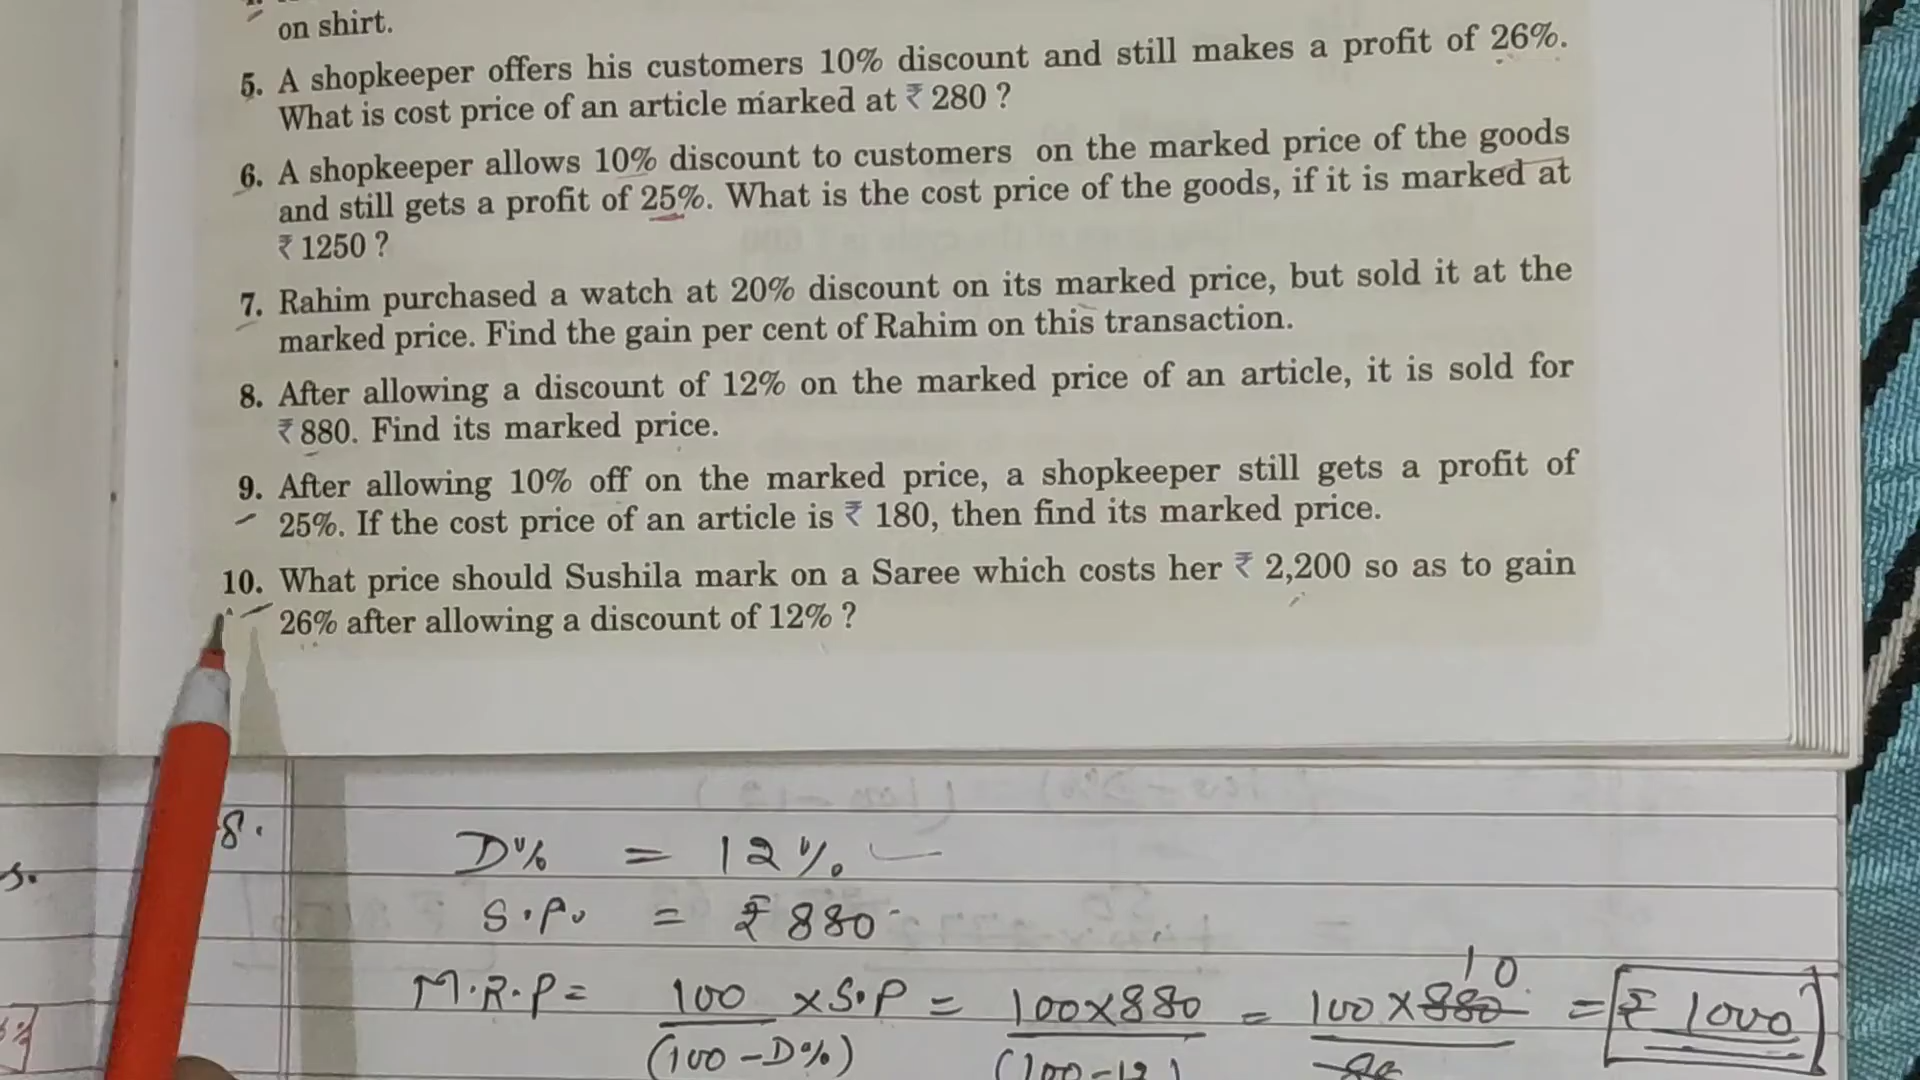 on shirt.
5. A shopkeeper offers his customers 10% discount and still makes a profit of 26%.
What is cost price of an article marked at ₹ 280 ?
6. A shopkeeper allows 10% discount to customers on the marked price of the goods
and still gets a profit of 25%. What is the cost price of the goods, if it is marked at
₹ 1250 ?
7. Rahim purchased a watch at 20% discount on its marked price, but sold it at the
marked price. Find the gain per cent of Rahim on this transaction.
8. After allowing a discount of 12% on the marked price of an article, it is sold for
₹ 880. Find its marked price.
9. After allowing 10% off on the marked price, a shopkeeper still gets a profit of
25%. If the cost price of an article is ₹ 180, then find its marked price.
10. What price should Sushila mark on a Saree which costs her ₹ 2,200 so as to gain
26% after allowing a discount of 12% ?
8. D% = 12%
S.P. = ₹ 880
10
M.R.P = 100 × S.P = 100×880 = 100 × 880 = ₹ 1000
(100 - D%) (100-12)